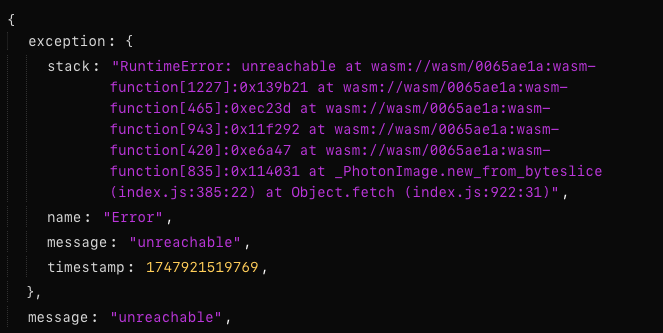 {
exception: {
stack: "RuntimeError: unreachable at wasm://wasm/0065ae1a:wasm-
function[1227]:0x139b21 at wasm://wasm/0065ae1a:wasm-
function[465]:0xec23d at wasm://wasm/0065ae1a:wasm-
function[943]:0x11f292 at wasm://wasm/0065ae1a:wasm-
function[420]:0xe6a47 at wasm://wasm/0065ae1a:wasm-
function[835]:0x114031 at _PhotonImage.new_from_byteslice
(index.js:385:22) at Object.fetch (index.js:922:31)",
name: "Error",
message: "unreachable",
timestamp: 1747921519769,
},
message: "unreachable",